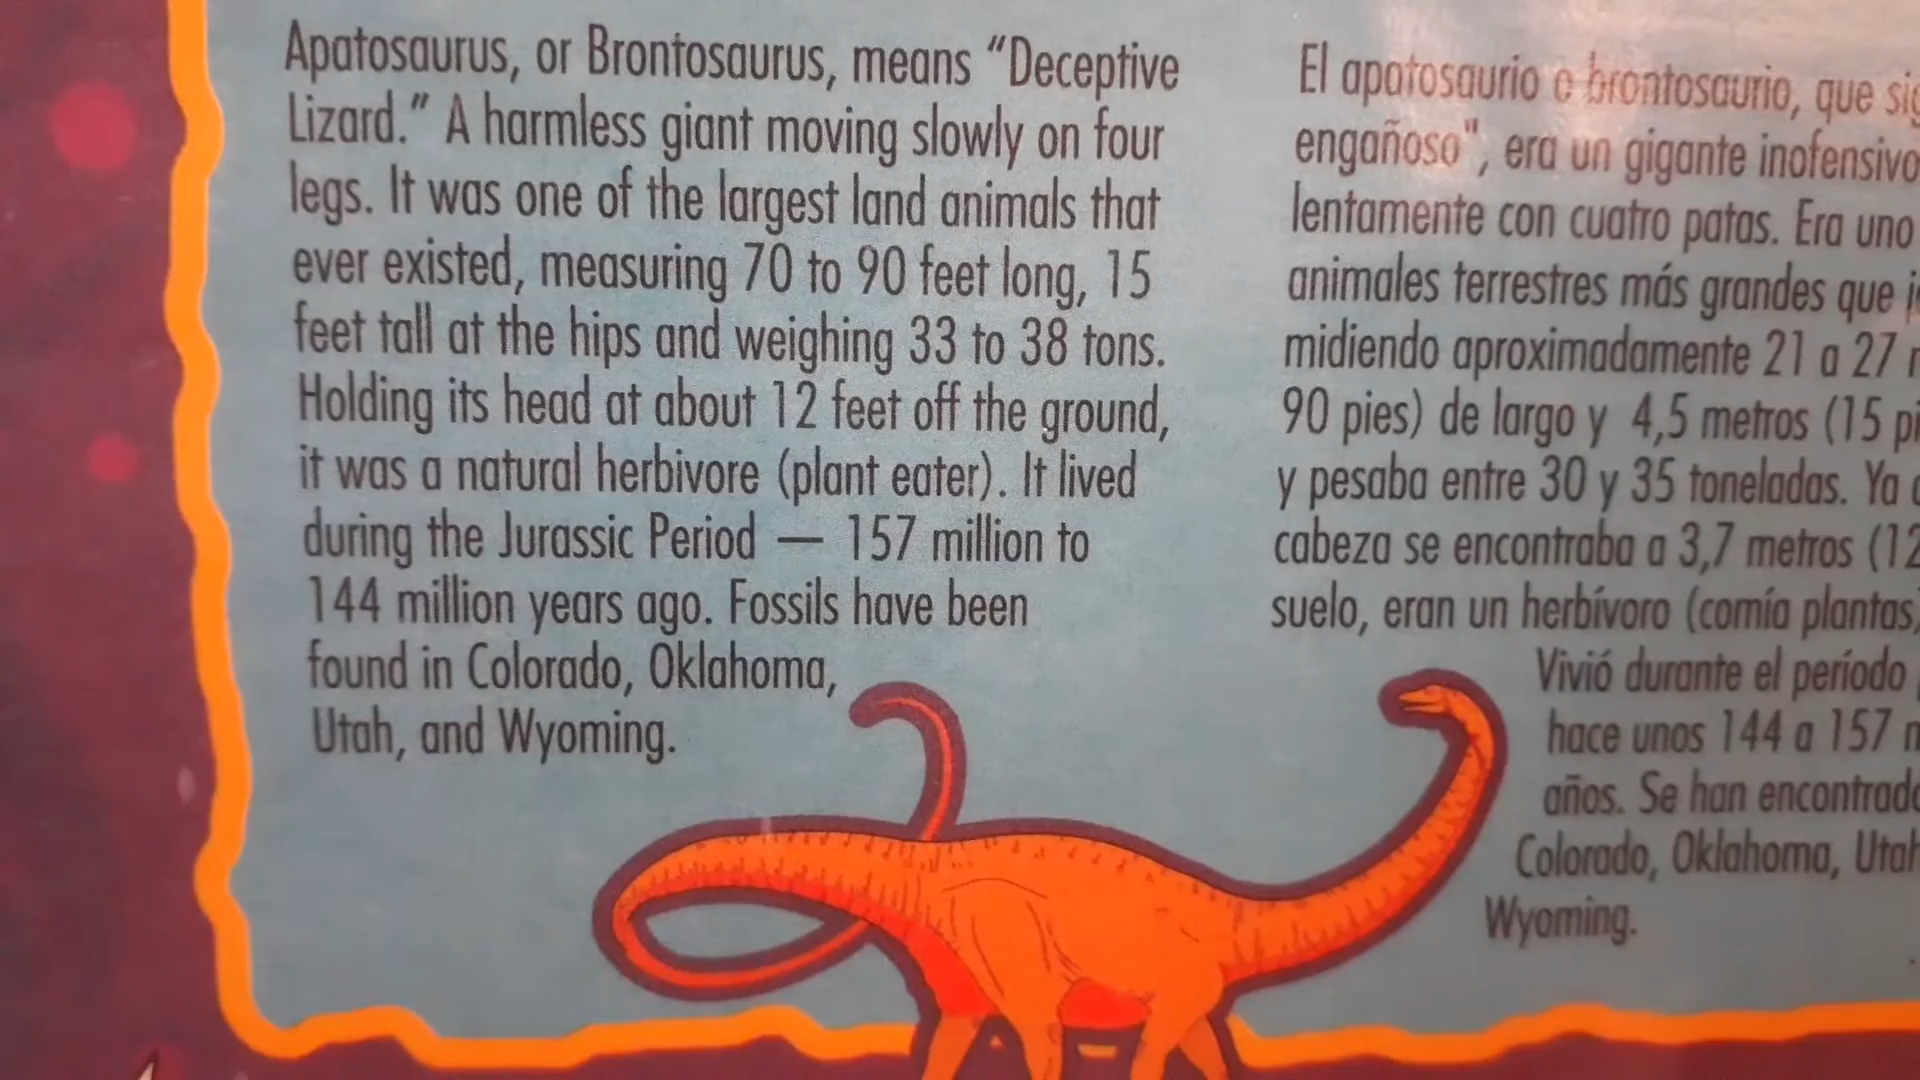 Apatosaurus, or Brontosaurus, means “Deceptive
Lizard.” A harmless giant moving slowly on four
legs. It was one of the largest land animals that
ever existed, measuring 70 to 90 feet long, 15
feet tall at the hips and weighing 33 to 38 tons.
Holding its head at about 12 feet off the ground,
it was a natural herbivore (plant eater). It lived
during the Jurassic Period — 157 million to
144 million years ago. Fossils have been
found in Colorado, Oklahoma,
Utah, and Wyoming.
El apatosaurio o brontosaurio, que
engañoso", era un gigante inofensivo
lentamente con cuatro patas. Era uno
animales terrestres más grandes que
midiendo aproximadamente 21 a 27
90 pies) de largo y 4,5 metros (15
y pesaba entre 30 y 35 toneladas. Ya
cabeza se encontraba a 3,7 metros (12
suelo, eran un herbívoro (comía plantas
Vivió durante el período
hace unos 144 a 157
años. Se han
Colorado, Oklahoma, Utah
Wyoming.